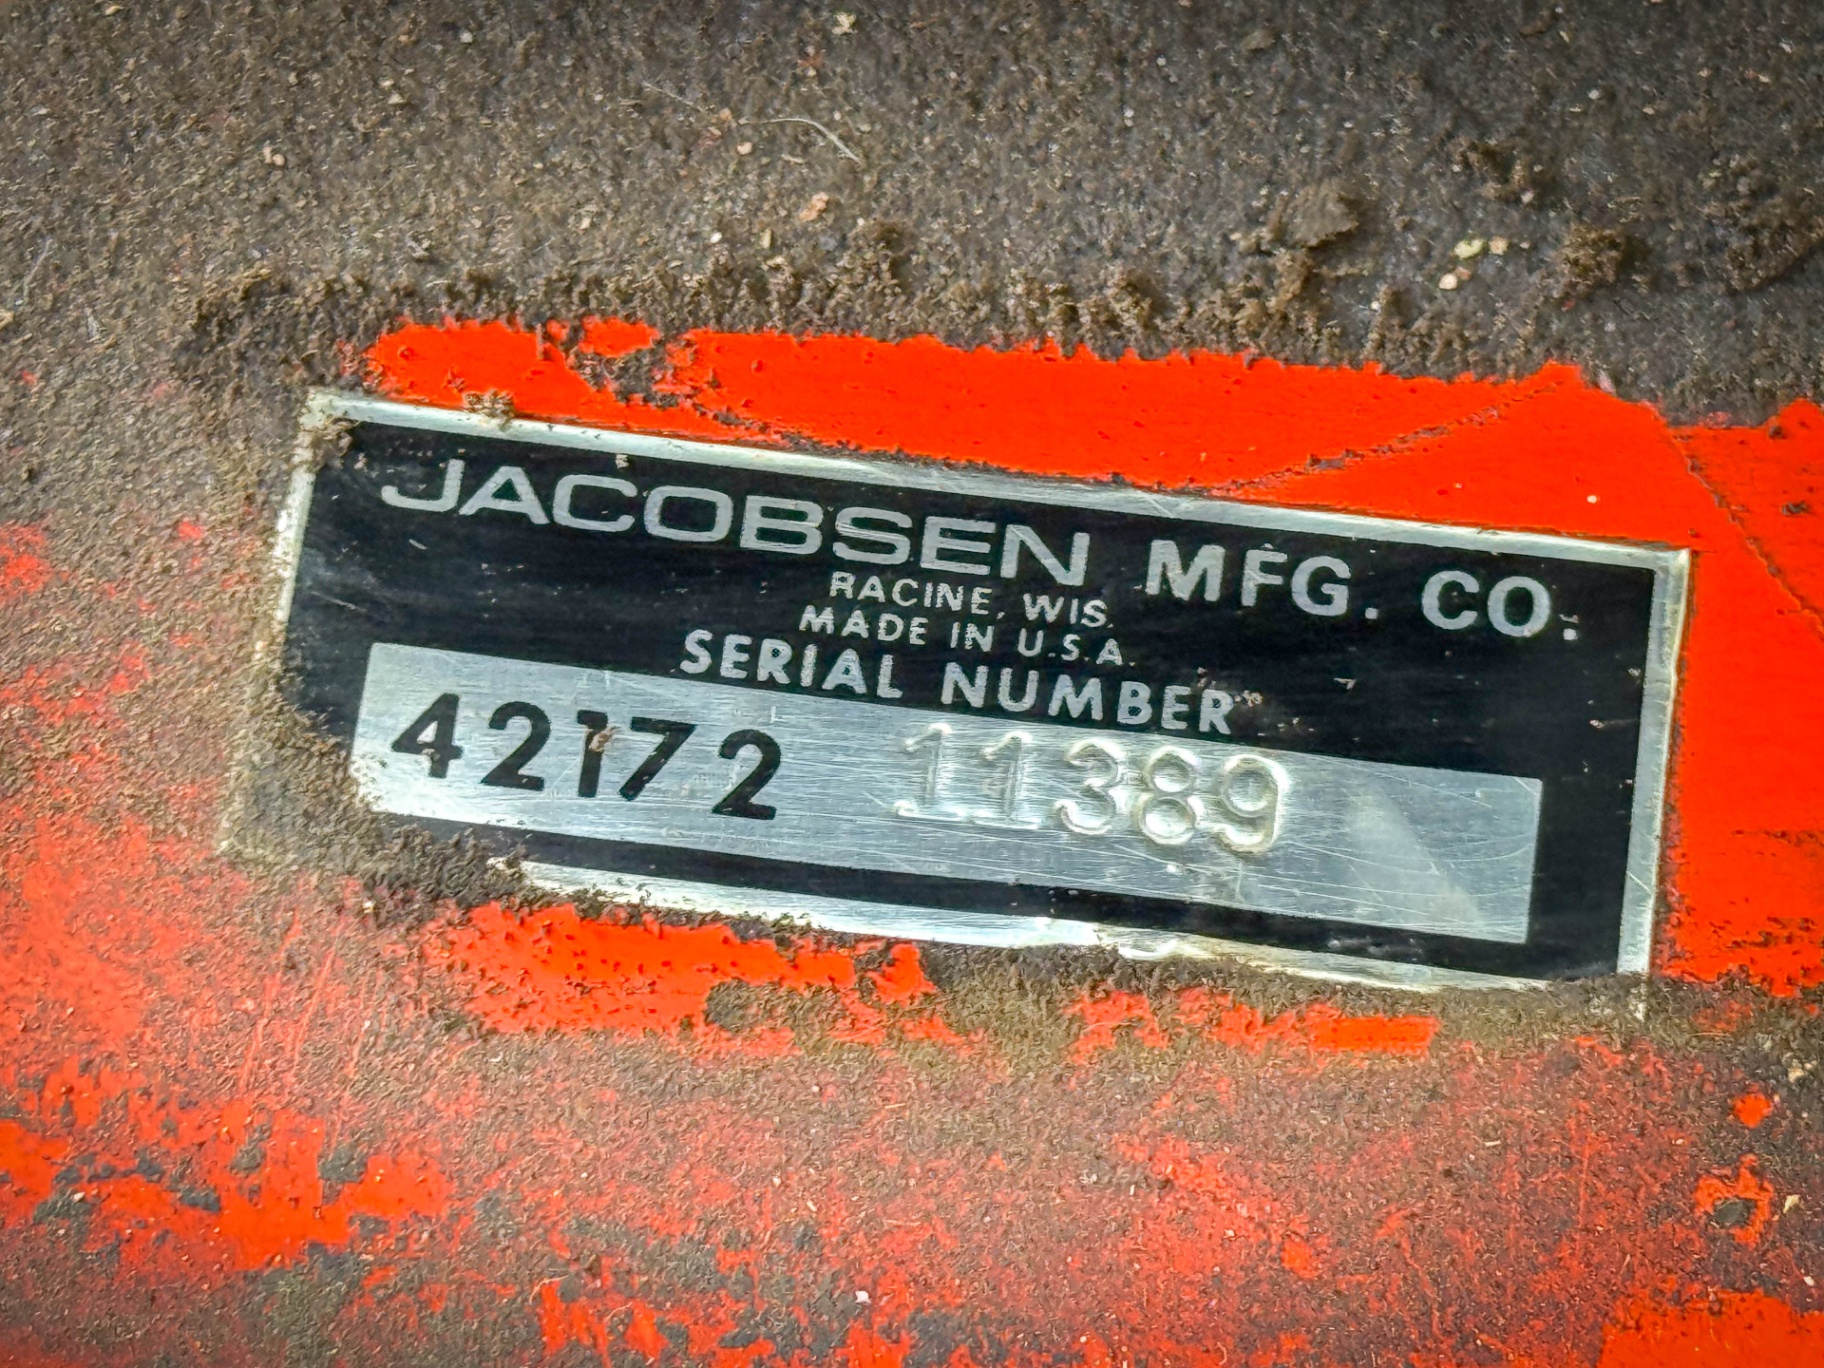 JACOBSEN MFG. CO.
RACINE, WIS.
MADE IN U.S.A.
SERIAL NUMBER
42172 11389